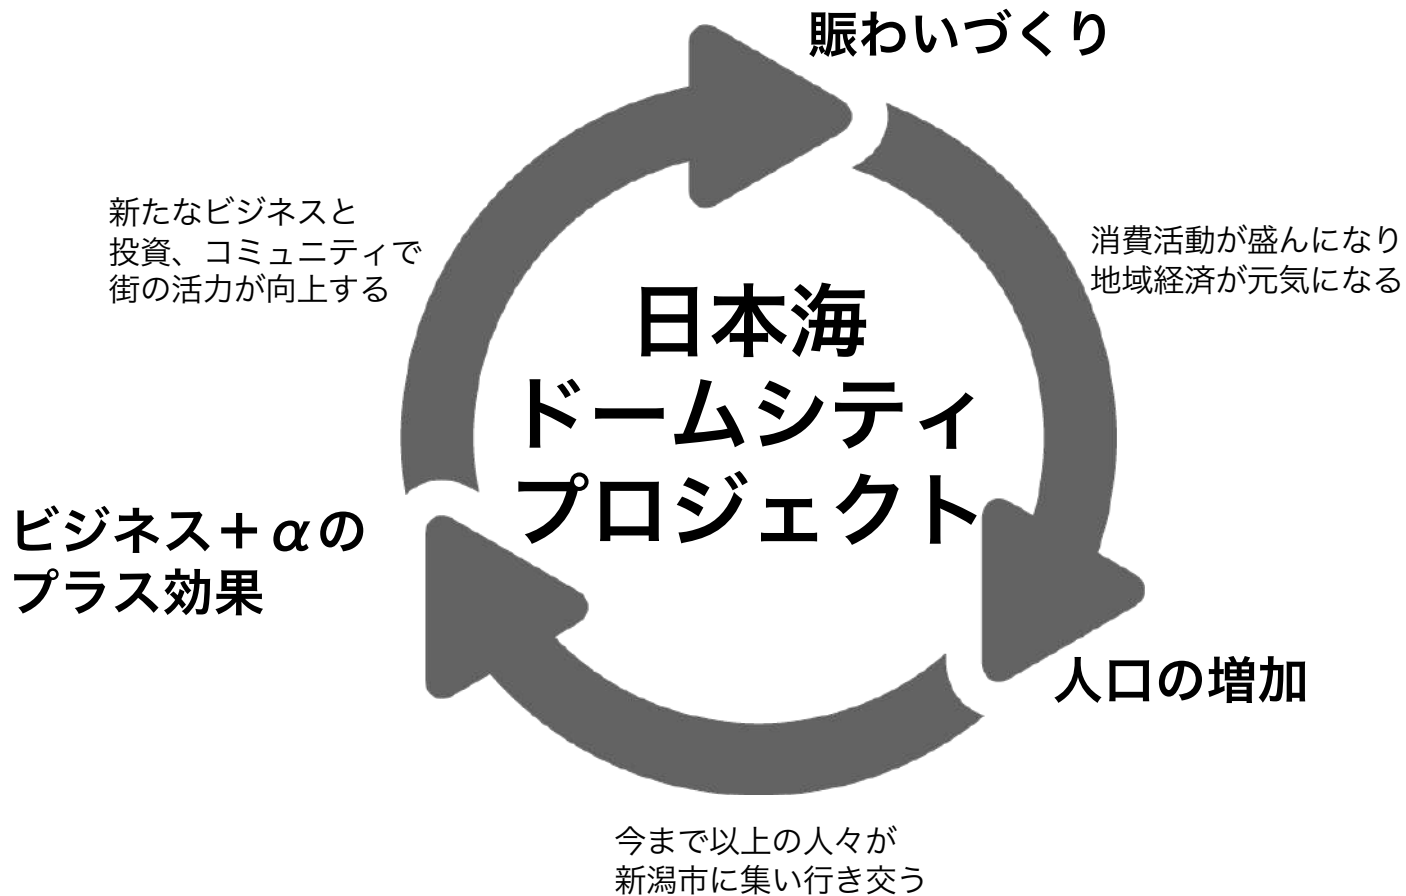 賑わいづくり
新たなビジネスと
投資、コミュニティで
街の活力が向上する
消費活動が盛んになり
地域経済が元気になる
日本海
ドームシティ
プロジェクト
ビジネス＋αの
プラス効果
人口の増加
今まで以上の人々が
新潟市に集い行き交う